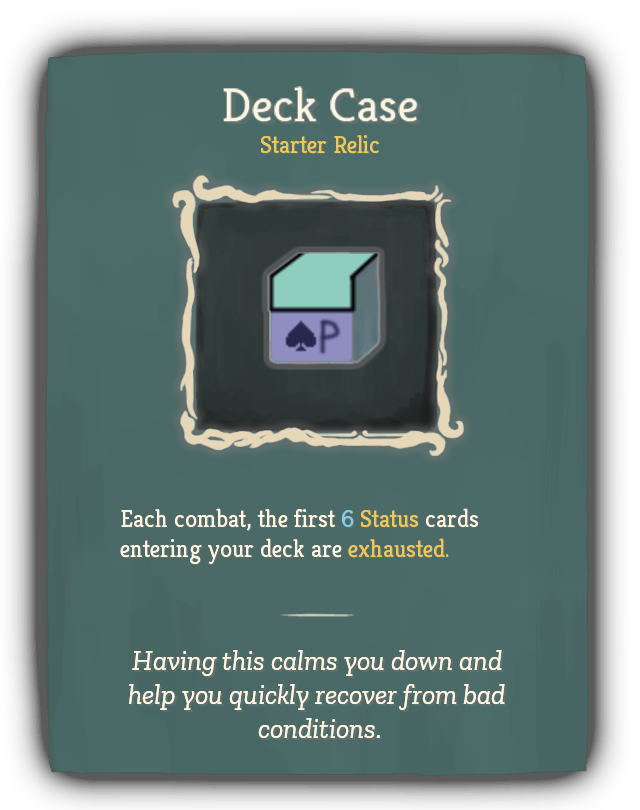 Deck Case
Starter Relic
♠P
Each combat, the first 6 Status cards
entering your deck are exhausted.
Having this calms you down and
help you quickly recover from bad
conditions.